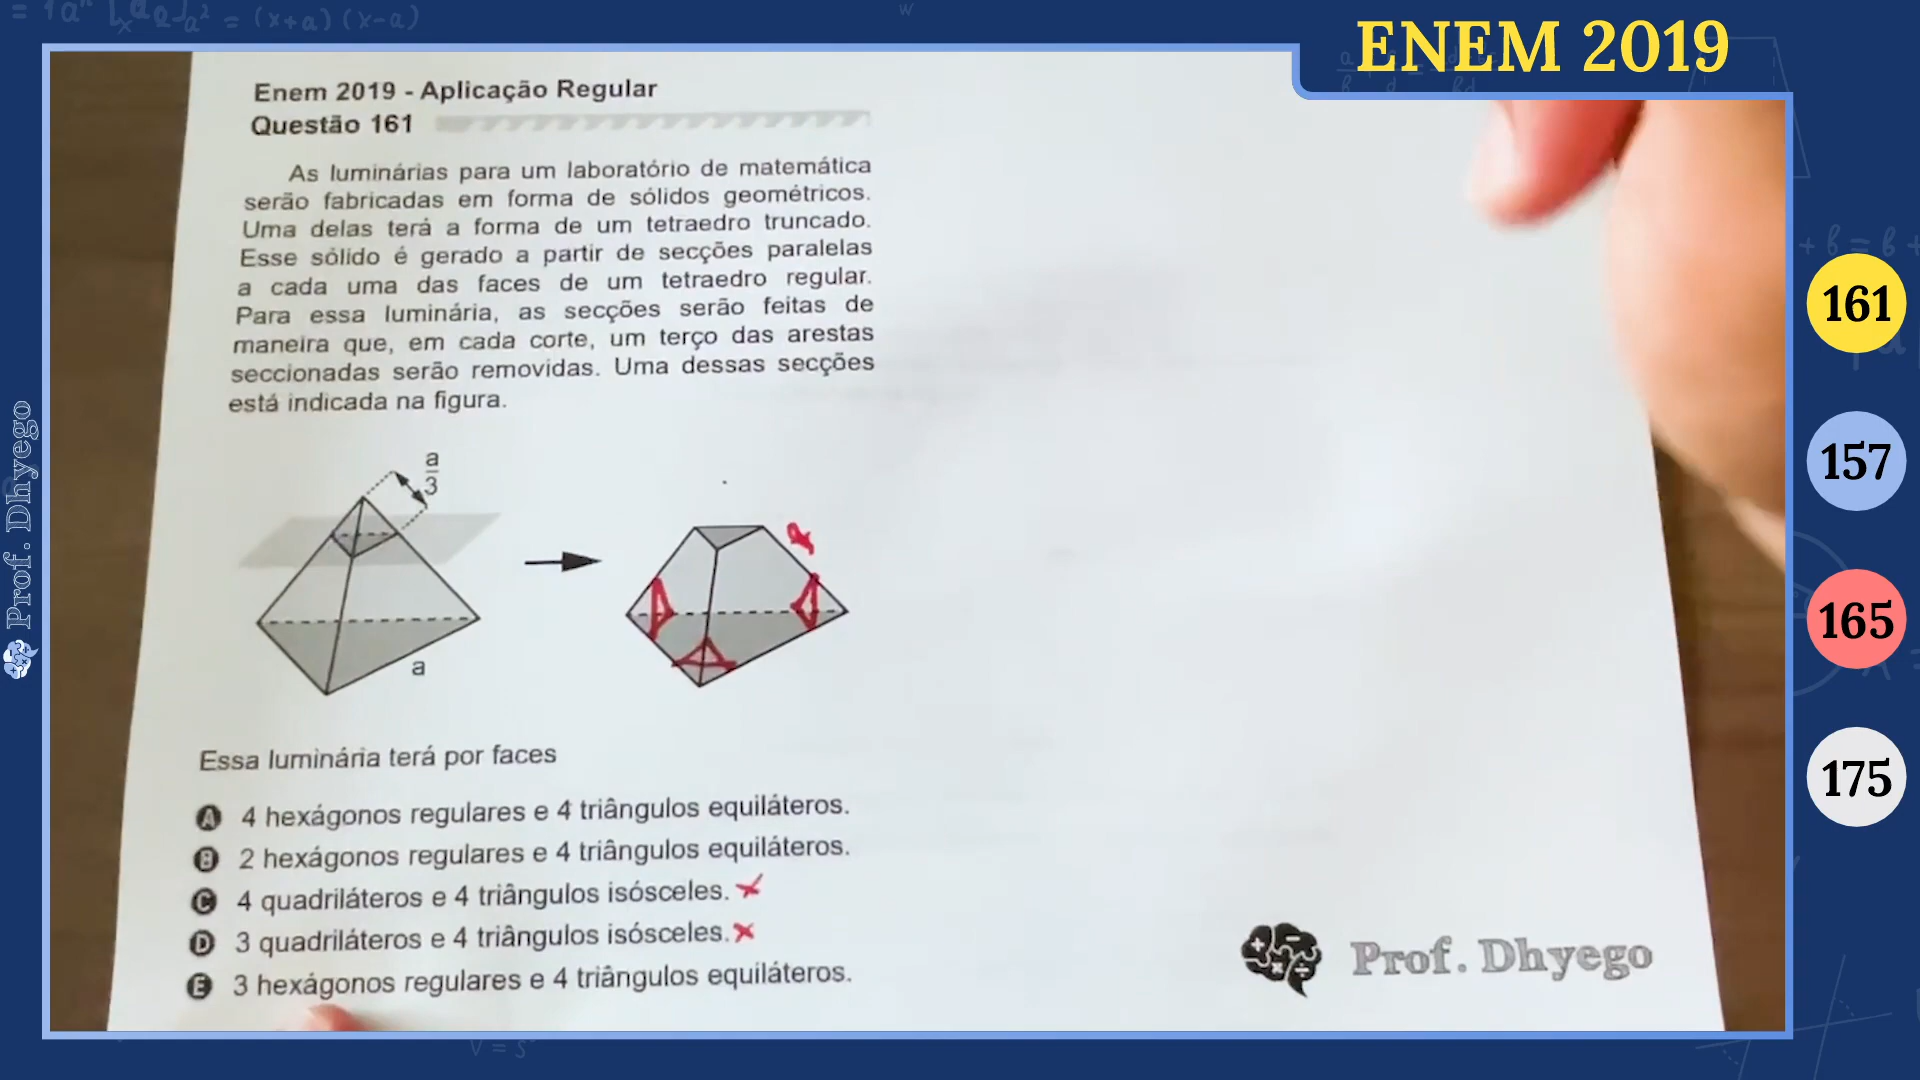 ENEM 2019
Enem 2019 - Aplicação Regular
Questão 161
As luminárias para um laboratório de matemática
serão fabricadas em forma de sólidos geométricos.
Uma delas terá a forma de um tetraedro truncado.
Esse sólido é gerado a partir de secções paralelas
a cada uma das faces de um tetraedro regular.
Para essa luminária, as secções serão feitas de
maneira que, em cada corte, um terço das arestas
seccionadas serão removidas. Uma dessas secções
está indicada na figura.
a
3
a
Essa luminária terá por faces
A 4 hexágonos regulares e 4 triângulos equiláteros.
B 2 hexágonos regulares e 4 triângulos equiláteros.
C 4 quadriláteros e 4 triângulos isósceles.
D 3 quadriláteros e 4 triângulos isósceles.
E 3 hexágonos regulares e 4 triângulos equiláteros.
Prof. Dhyego
Prof. Dhyego
161
157
165
175
= (x+a) (x-a)